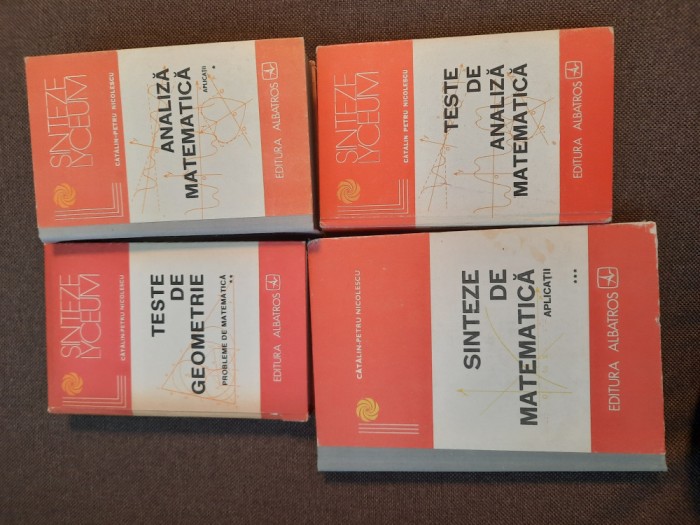 SINTEZE
LYCEUM
CĂTĂLIN-PETRU NICOLESCU
ANALIZĂ
MATEMATICĂ
APLICAȚII
*
EDITURA ALBATROS
SINTEZE
LYCEUM
CĂTĂLIN PETRU NICOLESCU
TESTE
DE
ANALIZĂ
MATEMATICĂ
EDITURA ALBATROS
SINTEZE
LYCEUM
CĂTĂLIN-PETRU NICOLESCU
TESTE
DE
GEOMETRIE
PROBLEME DE MATEMATICĂ
**
EDITURA ALBATROS
CĂTĂLIN-PETRU NICOLESCU
SINTEZE
DE
MATEMATICĂ
APLICAȚII
***
EDITURA ALBATROS